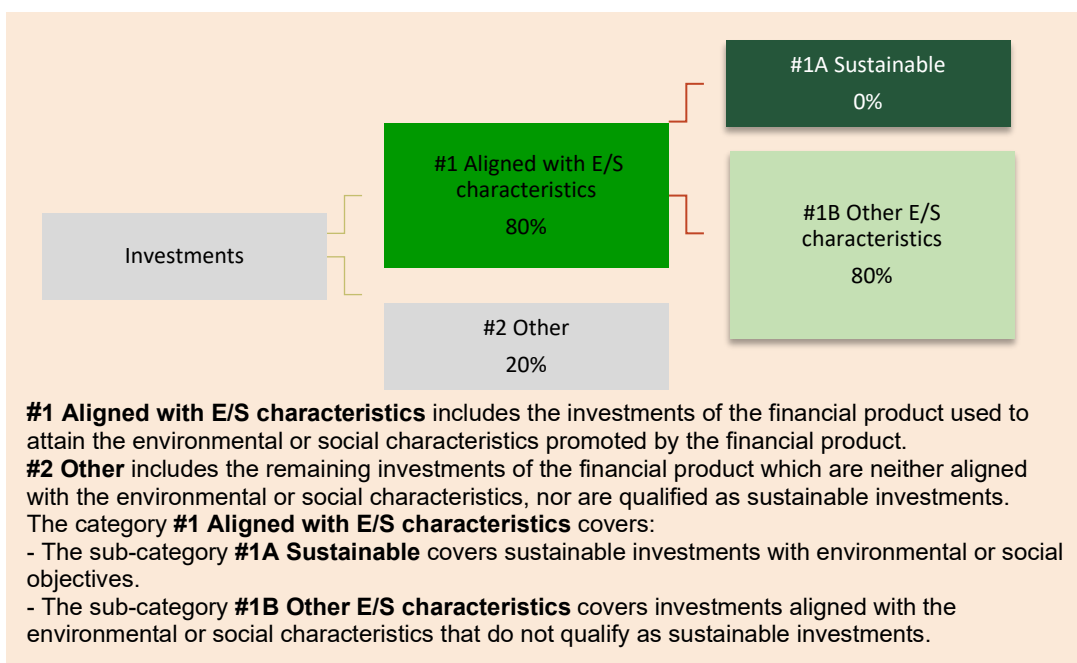 #1A Sustainable
0%
#1 Aligned with E/S
characteristics
80%
#1B Other E/S
characteristics
80%
Investments
#2 Other
20%
#1 Aligned with E/S characteristics includes the investments of the financial product used to
attain the environmental or social characteristics promoted by the financial product.
#2 Other includes the remaining investments of the financial product which are neither aligned
with the environmental or social characteristics, nor are qualified as sustainable investments.
The category #1 Aligned with E/S characteristics covers:
- The sub-category #1A Sustainable covers sustainable investments with environmental or social
objectives.
- The sub-category #1B Other E/S characteristics covers investments aligned with the
environmental or social characteristics that do not qualify as sustainable investments.